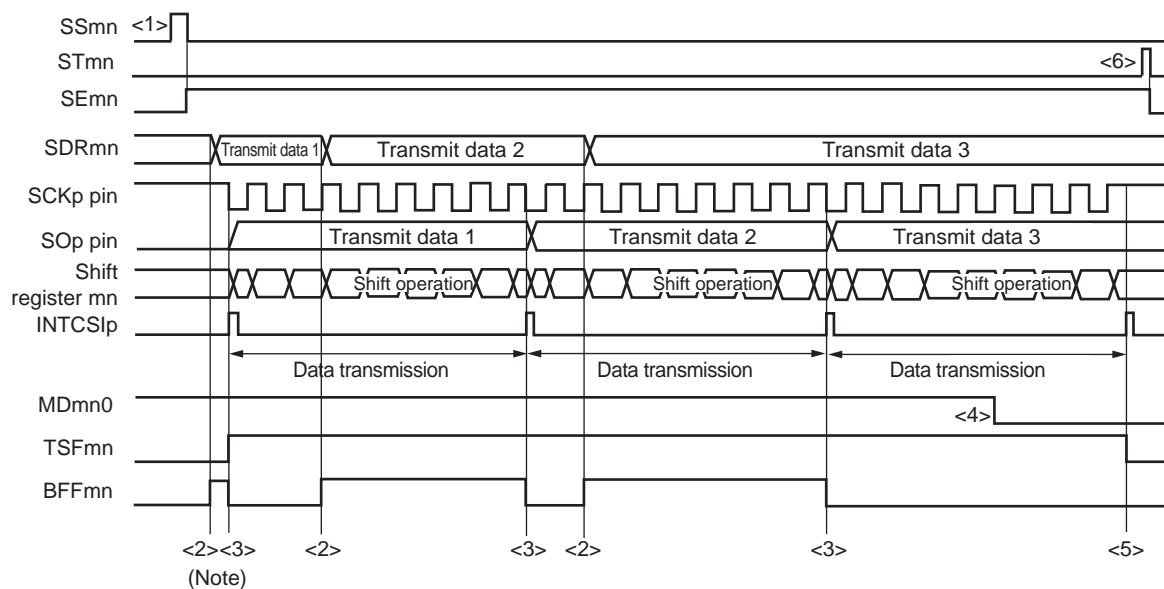 SSmn <1>
STmn <6>
SEmn
SDRmn Transmit data 1 Transmit data 2 Transmit data 3
SCKp pin
SOp pin Transmit data 1 Transmit data 2 Transmit data 3
Shift
register mn Shift operation Shift operation Shift operation
INTCSIp
Data transmission Data transmission Data transmission
MDmn0 <4>
TSFmn
BFFmn
<2> <3> <2> <3> <2> <3> <5>
(Note)